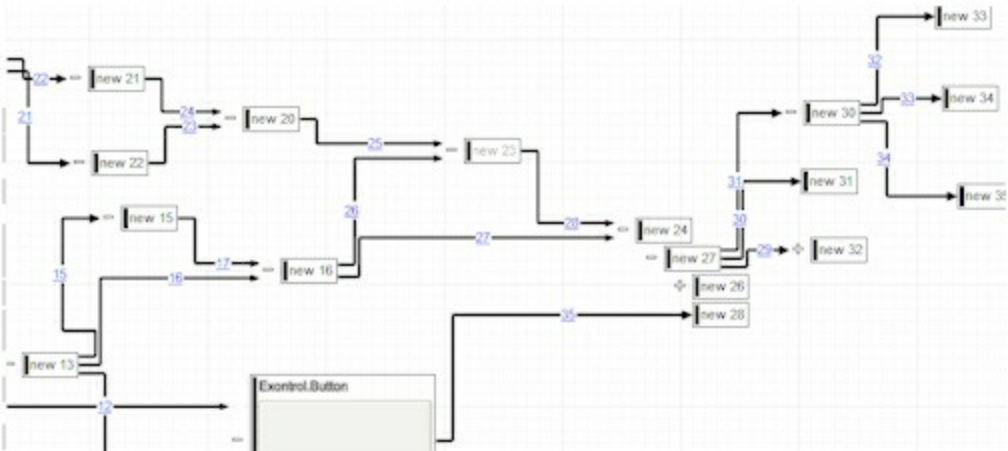 new 33
32
22
new 21
new 30
33
new 34
24
21
new 20
23
25
new 23
34
new 22
31
new 31
new 35
26
new 15
30
28
new 24
27
29
new 32
17
new 27
new 16
15
16
new 26
35
new 28
new 13
Exontrol.Button
12